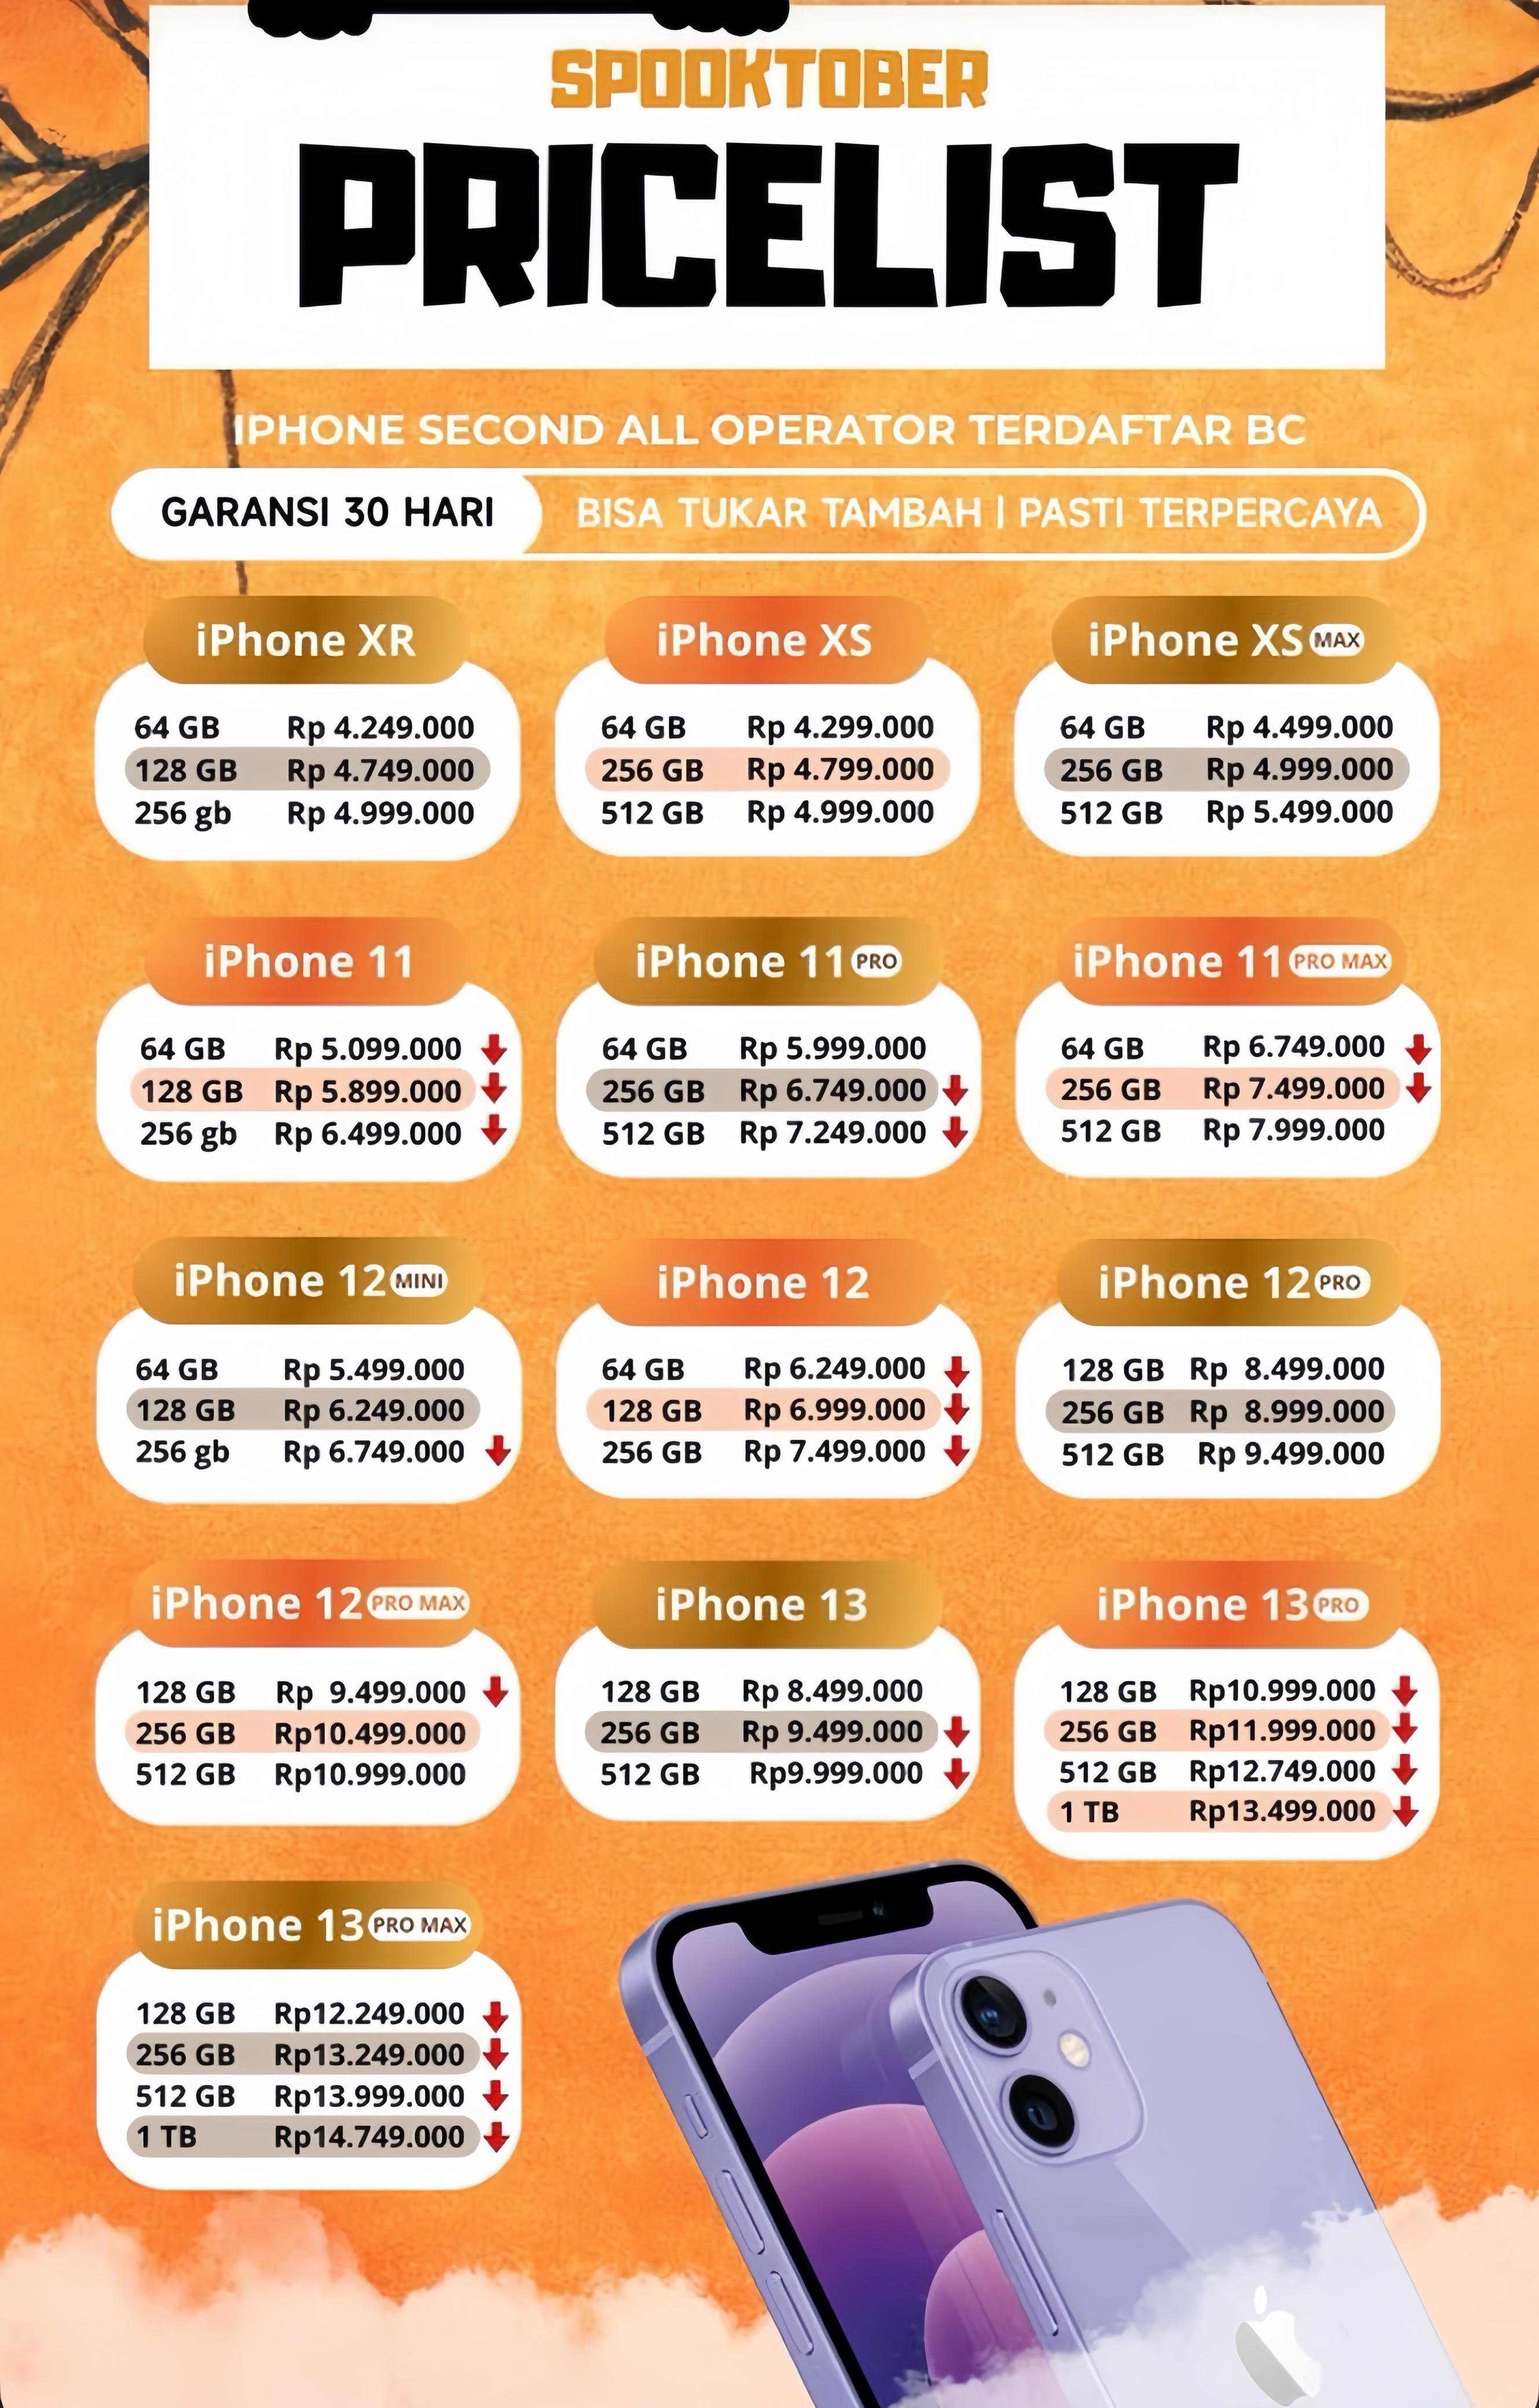 SPOOKTOBER
PRICELIST
IPHONE SECOND ALL OPERATOR TERDAFTAR BC
GARANSI 30 HARI BISA TUKAR TAMBAH | PASTI TERPERCAYA
iPhone XR
64 GB Rp 4.249.000
128 GB Rp 4.749.000
256 gb Rp 4.999.000
iPhone XS
64 GB Rp 4.299.000
256 GB Rp 4.799.000
512 GB Rp 4.999.000
iPhone XS MAX
64 GB Rp 4.499.000
256 GB Rp 4.999.000
512 GB Rp 5.499.000
iPhone 11
64 GB Rp 5.099.000
128 GB Rp 5.899.000
256 gb Rp 6.499.000
iPhone 11 PRO
64 GB Rp 5.999.000
256 GB Rp 6.749.000
512 GB Rp 7.249.000
iPhone 11 PRO MAX
64 GB Rp 6.749.000
256 GB Rp 7.499.000
512 GB Rp 7.999.000
iPhone 12 MINI
64 GB Rp 5.499.000
128 GB Rp 6.249.000
256 gb Rp 6.749.000
iPhone 12
64 GB Rp 6.249.000
128 GB Rp 6.999.000
256 GB Rp 7.499.000
iPhone 12 PRO
128 GB Rp 8.499.000
256 GB Rp 8.999.000
512 GB Rp 9.499.000
iPhone 12 PRO MAX
128 GB Rp 9.499.000
256 GB Rp10.499.000
512 GB Rp10.999.000
iPhone 13
128 GB Rp 8.499.000
256 GB Rp 9.499.000
512 GB Rp9.999.000
iPhone 13 PRO
128 GB Rp10.999.000
256 GB Rp11.999.000
512 GB Rp12.749.000
1 TB Rp13.499.000
iPhone 13 PRO MAX
128 GB Rp12.249.000
256 GB Rp13.249.000
512 GB Rp13.999.000
1 TB Rp14.749.000